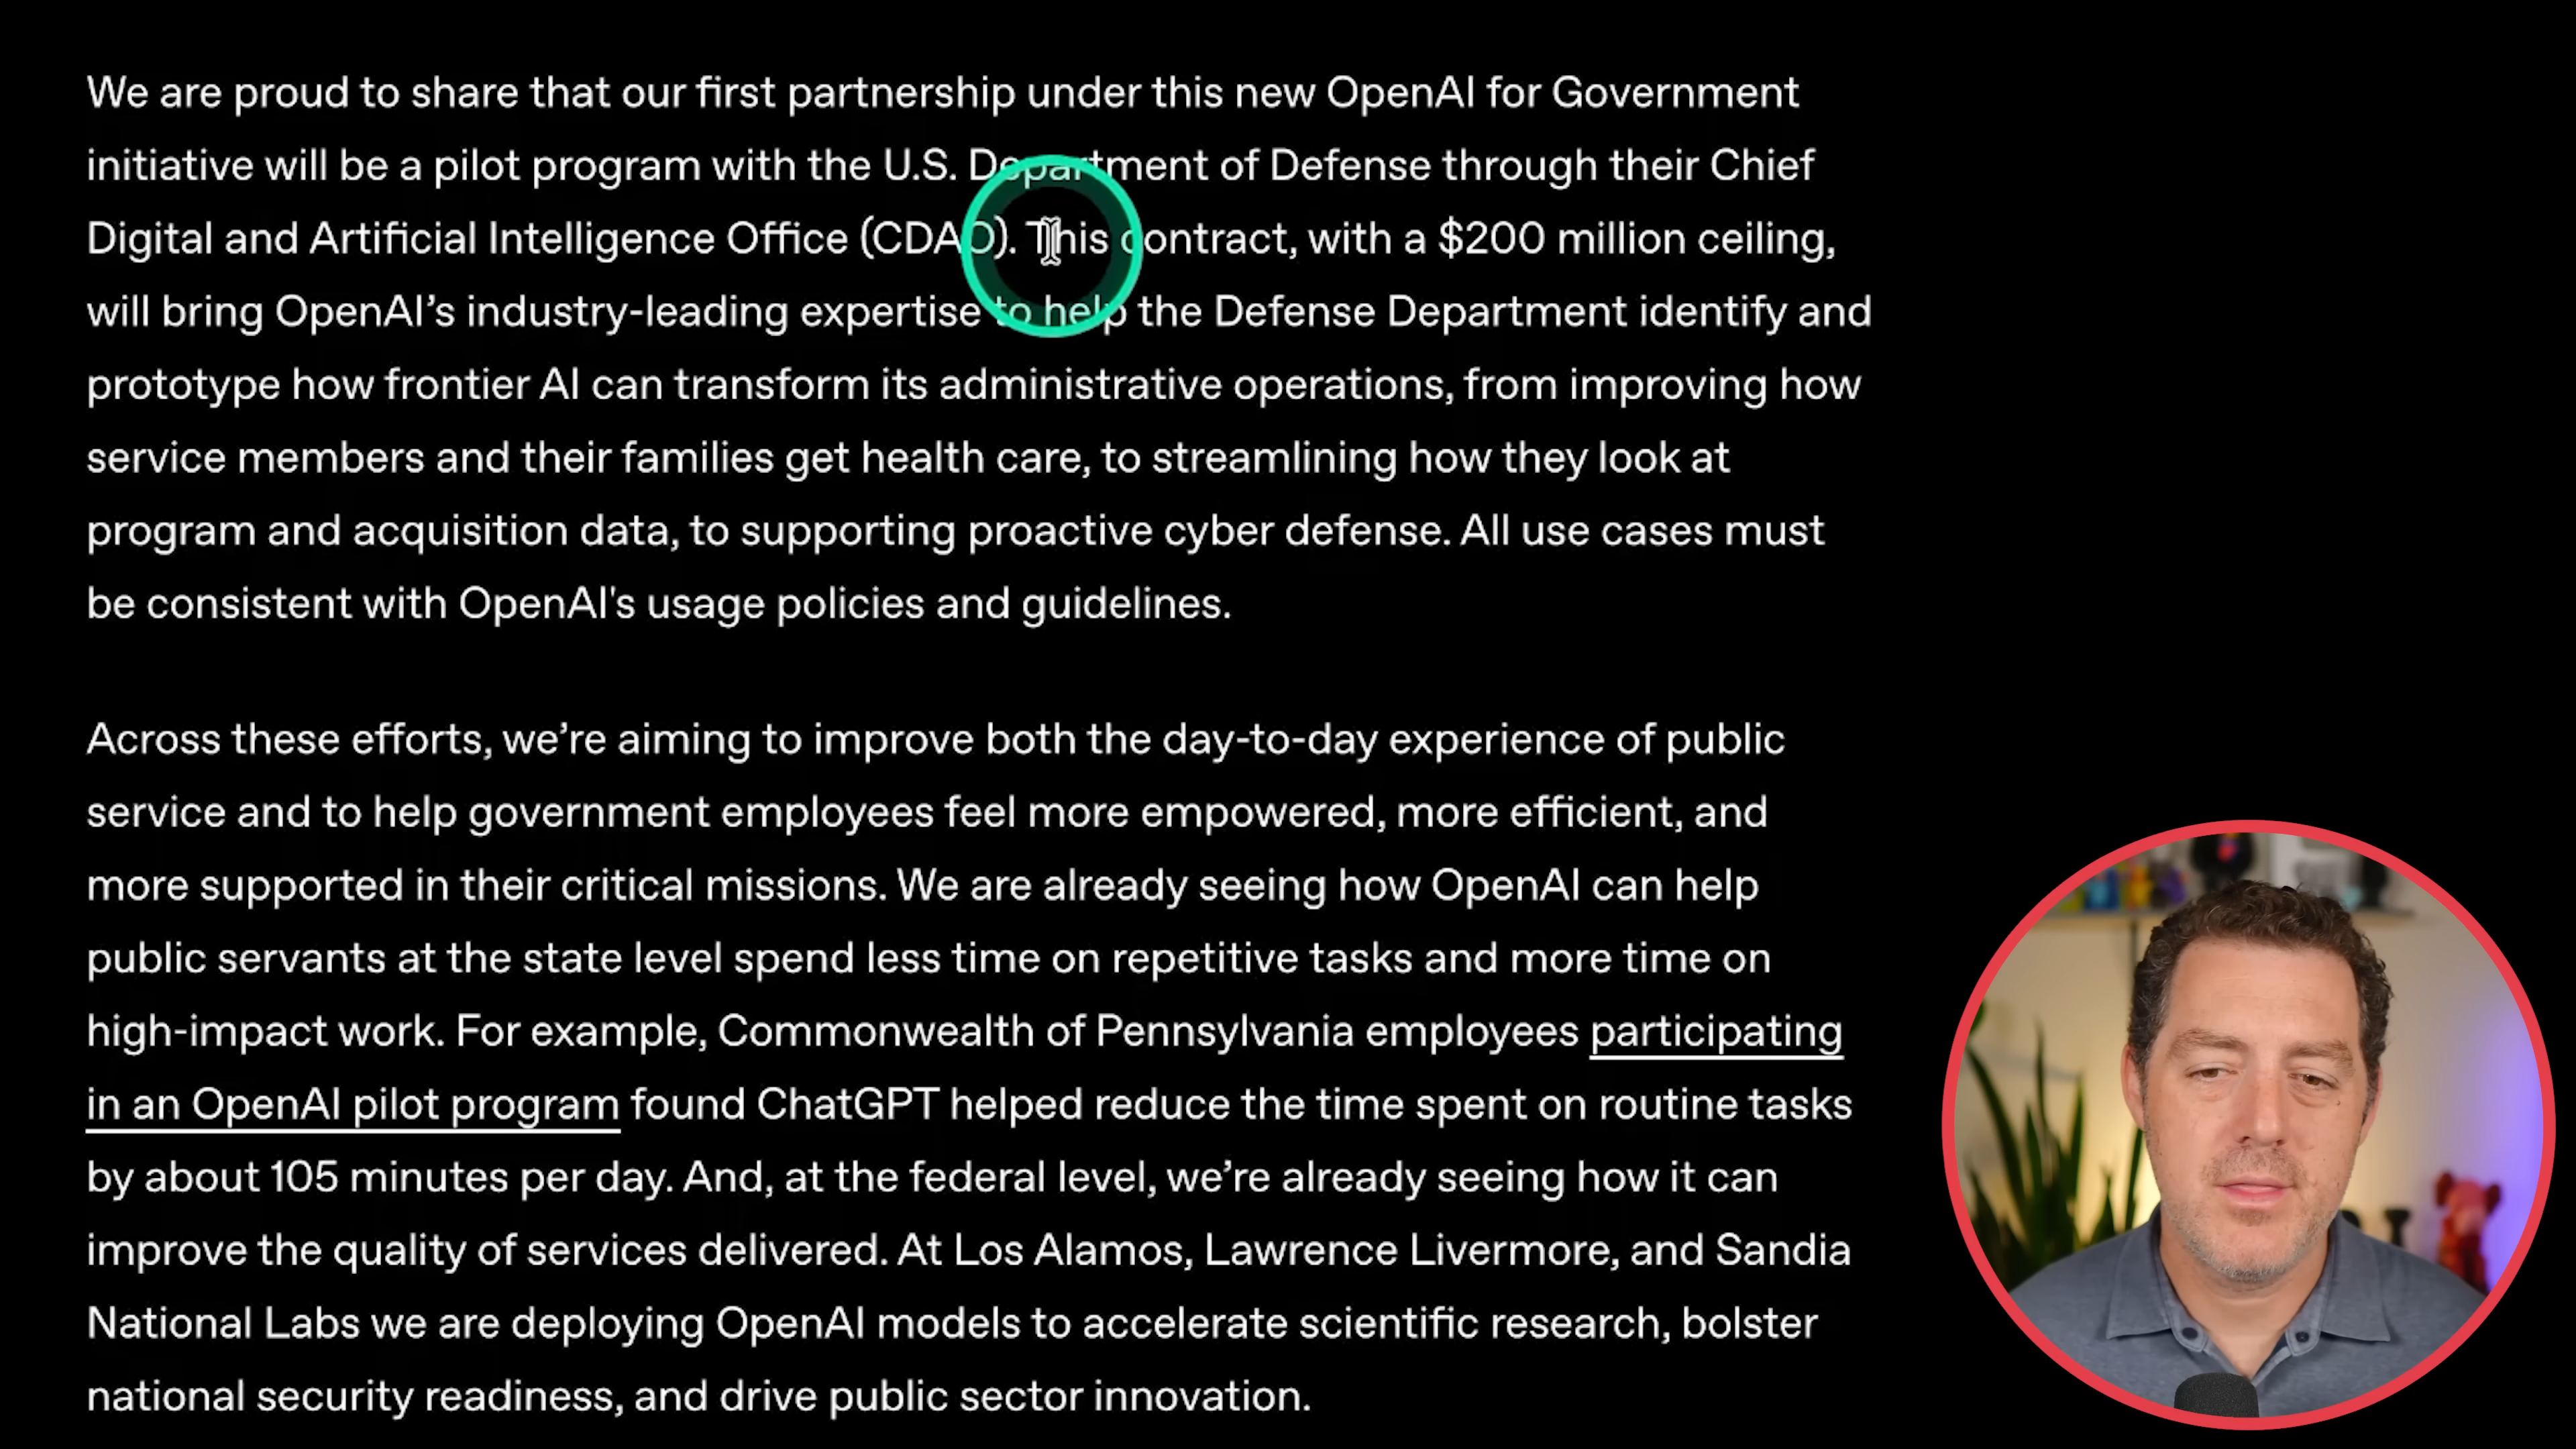 We are proud to share that our first partnership under this new OpenAI for Government
initiative will be a pilot program with the U.S. Department of Defense through their Chief
Digital and Artificial Intelligence Office (CDAO). This contract, with a $200 million ceiling,
will bring OpenAI’s industry-leading expertise to help the Defense Department identify and
prototype how frontier AI can transform its administrative operations, from improving how
service members and their families get health care, to streamlining how they look at
program and acquisition data, to supporting proactive cyber defense. All use cases must
be consistent with OpenAI's usage policies and guidelines.
Across these efforts, we’re aiming to improve both the day-to-day experience of public
service and to help government employees feel more empowered, more efficient, and
more supported in their critical missions. We are already seeing how OpenAI can help
public servants at the state level spend less time on repetitive tasks and more time on
high-impact work. For example, Commonwealth of Pennsylvania employees participating
in an OpenAI pilot program found ChatGPT helped reduce the time spent on routine tasks
by about 105 minutes per day. And, at the federal level, we’re already seeing how it can
improve the quality of services delivered. At Los Alamos, Lawrence Livermore, and Sandia
National Labs we are deploying OpenAI models to accelerate scientific research, bolster
national security readiness, and drive public sector innovation.